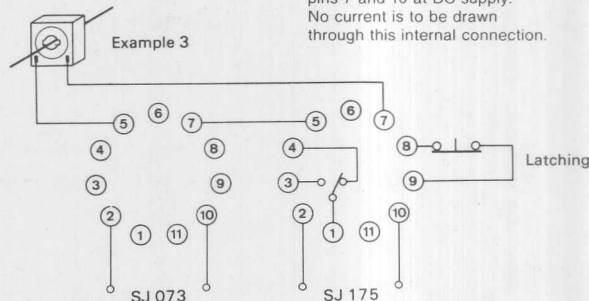 pins 7 and 10 at DC supply.
No current is to be drawn
through this internal connection.
Example 3
5 6 7 5 6 7
4 8 4 8
Latching
3 9 3 9
2 10 2 10
1 11 1 11
SJ 073 SJ 175